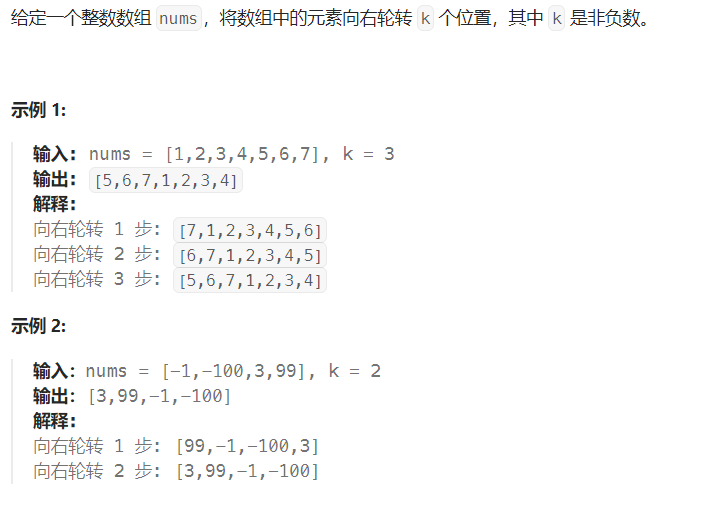 给定一个整数数组 nums，将数组中的元素向右轮转 k 个位置，其中 k 是非负数。
示例 1:
输入: nums = [1,2,3,4,5,6,7], k = 3
输出: [5,6,7,1,2,3,4]
解释:
向右轮转 1 步: [7,1,2,3,4,5,6]
向右轮转 2 步: [6,7,1,2,3,4,5]
向右轮转 3 步: [5,6,7,1,2,3,4]
示例 2:
输入：nums = [-1,-100,3,99], k = 2
输出：[3,99,-1,-100]
解释:
向右轮转 1 步: [99,-1,-100,3]
向右轮转 2 步: [3,99,-1,-100]